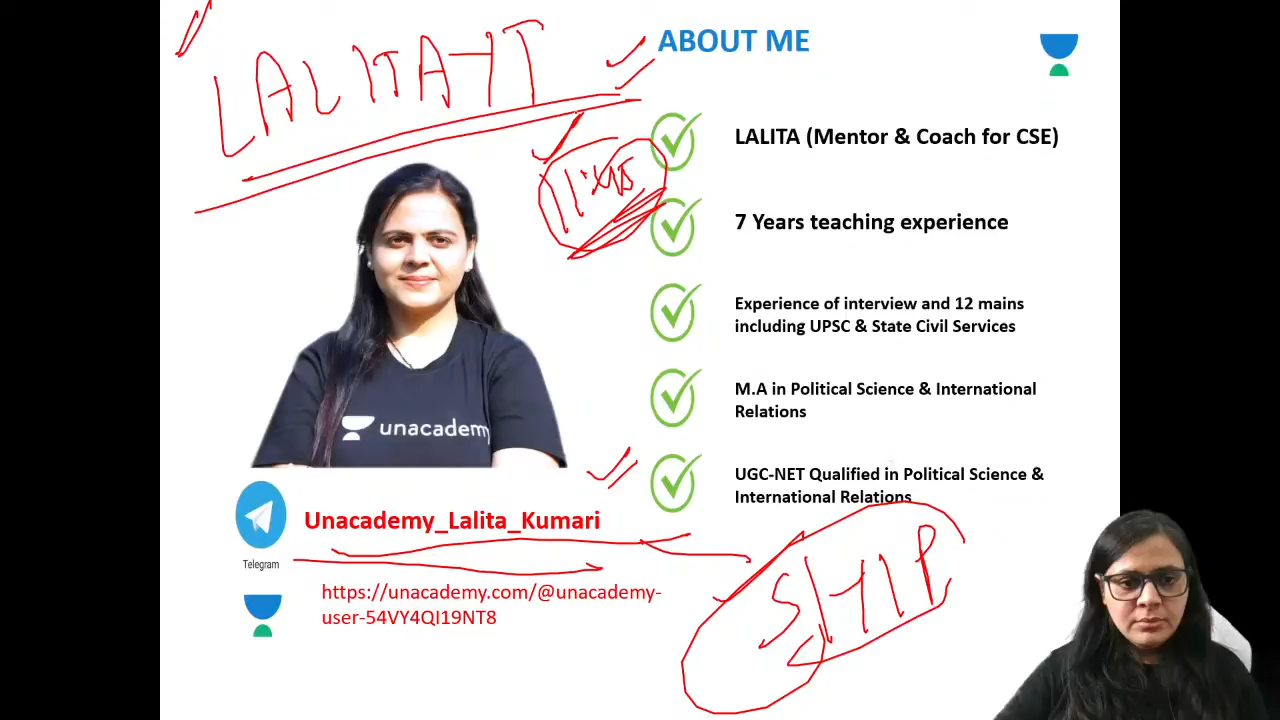 LALITAYT
ABOUT ME
LALITA (Mentor & Coach for CSE)
7 Years teaching experience
Experience of interview and 12 mains
including UPSC & State Civil Services
M.A in Political Science & International
Relations
UGC-NET Qualified in Political Science &
International Relations
unacademy
Unacademy_Lalita_Kumari
Telegram
https://unacademy.com/@unacademy-
user-54VY4QI19NT8